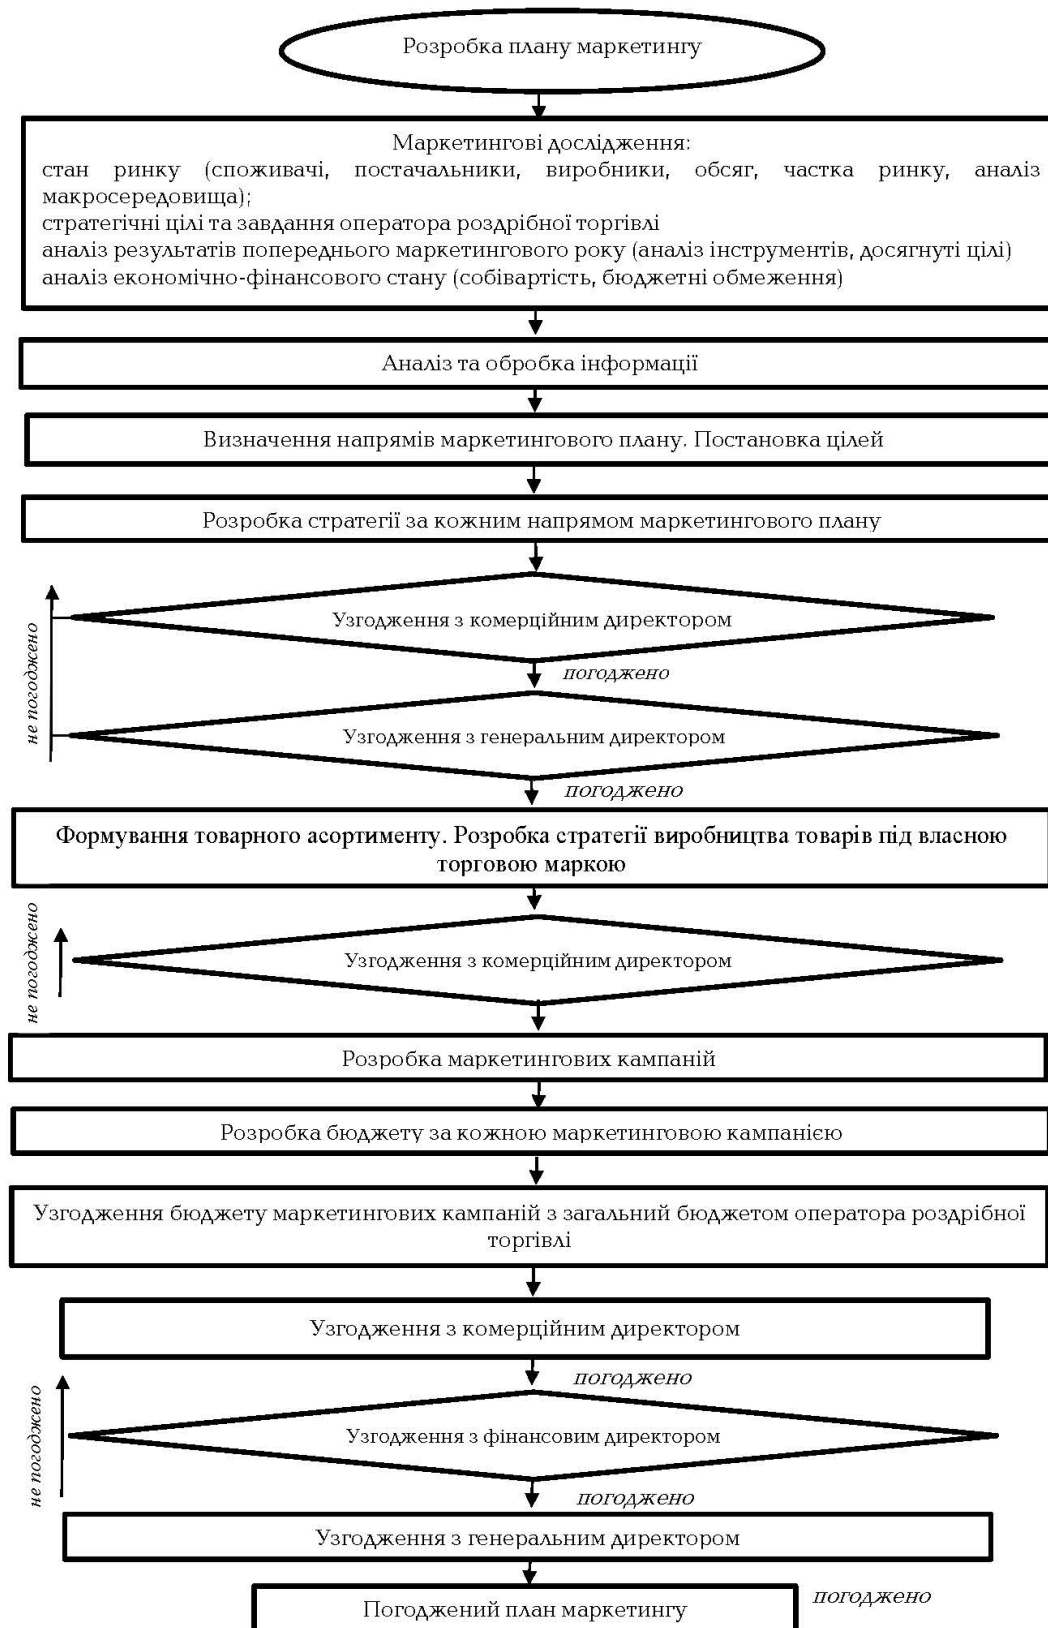 Розробка плану маркетингу
Маркетингові дослідження:
стан ринку (споживачі, постачальники, виробники, обсяг, частка ринку, аналіз
макросередовища);
стратегічні цілі та завдання оператора роздрібної торгівлі
аналіз результатів попереднього маркетингового року (аналіз інструментів, досягнуті цілі)
аналіз економічно-фінансового стану (собівартість, бюджетні обмеження)
Аналіз та обробка інформації
Визначення напрямів маркетингового плану. Постановка цілей
Розробка стратегії за кожним напрямом маркетингового плану
Узгодження з комерційним директором
не погоджено
погоджено
Узгодження з генеральним директором
погоджено
Формування товарного асортименту. Розробка стратегії виробництва товарів під власною
торговою маркою
не погоджено
Узгодження з комерційним директором
Розробка маркетингових кампаній
Розробка бюджету за кожною маркетинговою кампанією
Узгодження бюджету маркетингових кампаній з загальний бюджетом оператора роздрібної
торгівлі
Узгодження з комерційним директором
погоджено
не погоджено
Узгодження з фінансовим директором
погоджено
Узгодження з генеральним директором
погоджено
Погоджений план маркетингу